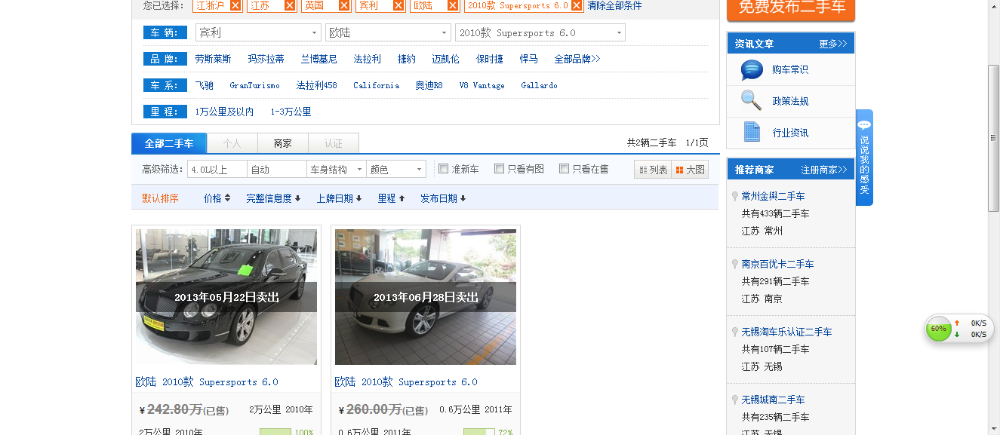 您已选择： 江浙沪 江苏 英国 宾利 欧陆 2010款 Supersports 6.0 清除全部条件
车 辆: 宾利 欧陆 2010款 Supersports 6.0
品 牌: 劳斯莱斯 玛莎拉蒂 兰博基尼 法拉利 捷豹 迈凯伦 保时捷 悍马 全部品牌>>
车 系: 飞驰 GranTurismo 法拉利458 California 奥迪R8 V8 Vantage Gallardo
里 程: 1万公里及以内 1-3万公里
全部二手车 个人 商家 认证 共2辆二手车 1/1页
高级筛选: 4.0L以上 自动 车身结构 颜色 准新车 只看有图 只看在售 列表 大图
默认排序 价格 完整信息度 上牌日期 里程 发布日期
2013年05月22日卖出
欧陆 2010款 Supersports 6.0
¥242.80万(已售) 2万公里 2010年
2万公里 2010年 100%
2013年06月28日卖出
欧陆 2010款 Supersports 6.0
¥260.00万(已售) 0.6万公里 2011年
0.6万公里 2011年 72%
免费发布二手车
资讯文章 更多>>
购车常识
政策法规
行业资讯
推荐商家 注册商家>>
常州金舆二手车
共有433辆二手车
江苏 常州
南京百优卡二手车
共有291辆二手车
江苏 南京
无锡淘车乐认证二手车
共有107辆二手车
江苏 无锡
无锡城南二手车
共有235辆二手车
江苏 无锡
说说我的感受
60% 0K/S
0K/S